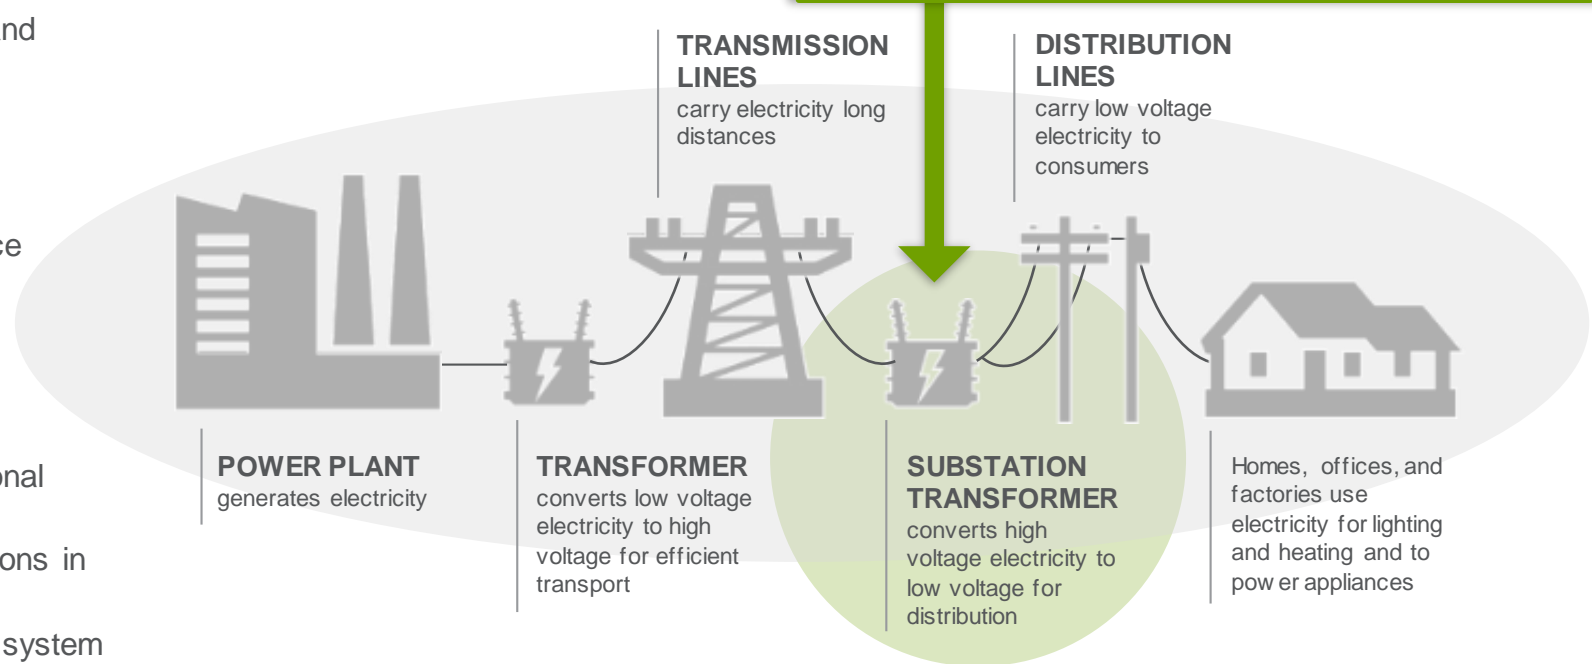 nd
ce
onal
ons in
system
TRANSMISSION
LINES
carry electricity long
distances
DISTRIBUTION
LINES
carry low voltage
electricity to
consumers
POWER PLANT
generates electricity
TRANSFORMER
converts low voltage
electricity to high
voltage for efficient
transport
SUBSTATION
TRANSFORMER
converts high
voltage electricity to
low voltage for
distribution
Homes, offices, and
factories use
electricity for lighting
and heating and to
power appliances